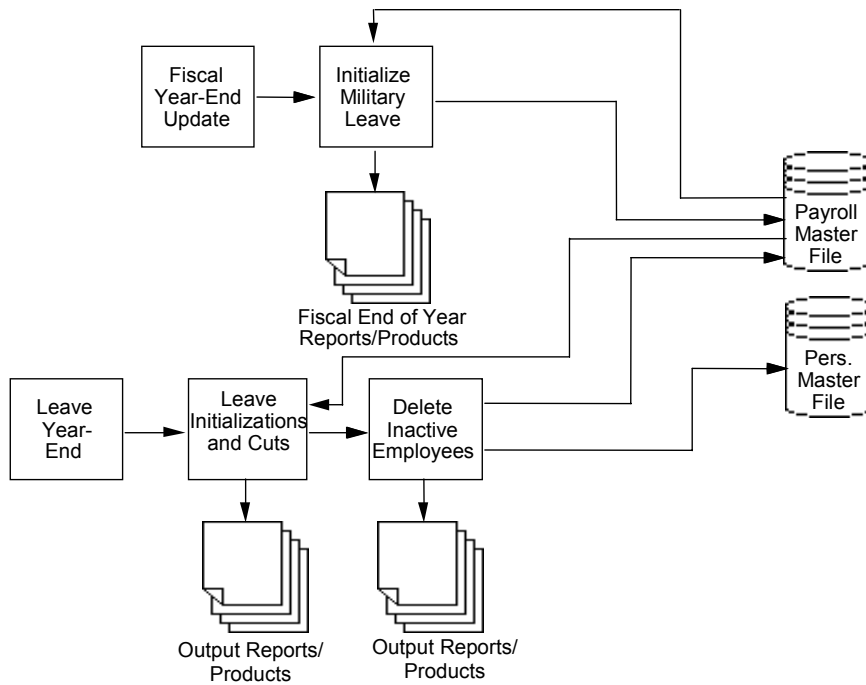 Fiscal
Year-End
Update
Initialize
Military
Leave
Payroll
Master
File
Fiscal End of Year
Reports/Products
Pers.
Master
File
Leave
Year-
End
Leave
Initializations
and Cuts
Delete
Inactive
Employees
Output Reports/
Products
Output Reports/
Products